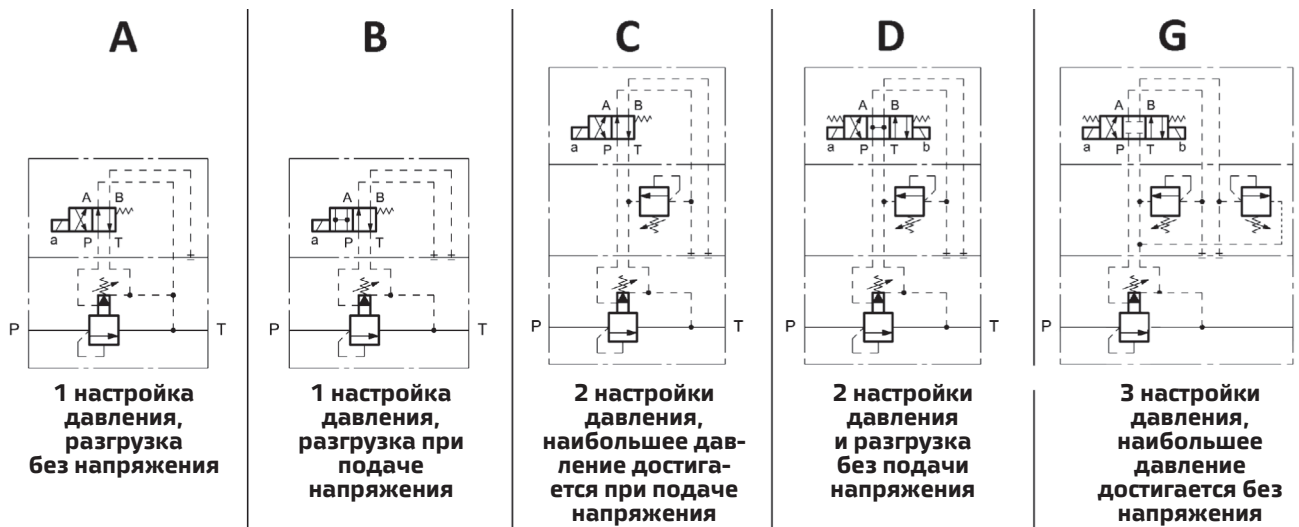 A
B
C
D
G
A B
a P T
P T
1 настройка
давления,
разгрузка
без напряжения
A B
a P T
P T
1 настройка
давления,
разгрузка при
подаче
напряжения
A B
a P T
P T
2 настройки
давления,
наибольшее дав-
ление достига-
ется при подаче
напряжения
A B
a P T b
P T
2 настройки
давления
и разгрузка
без подачи
напряжения
A B
a P T b
P T
3 настройки
давления,
наибольшее
давление
достигается без
напряжения